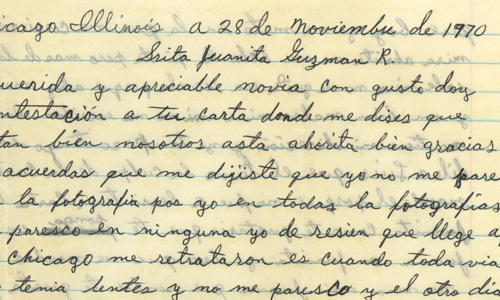 icago Illinois a 28 de noviembre de 1970
Srita Juanita Guzman R.
uerida y apreciable novia con gusto doy
ntestación a tu carta donde me dises que
tan bien nosotros asta ahorita bien gracias
acuerdas que me dijiste que yo no me pare
la fotografia pos yo en todas la fotografías
paresco en ninguna yo de resien que llege a
chicago me retrataron es cuando toda via
tenia lentes y no me paresco y el otro dia